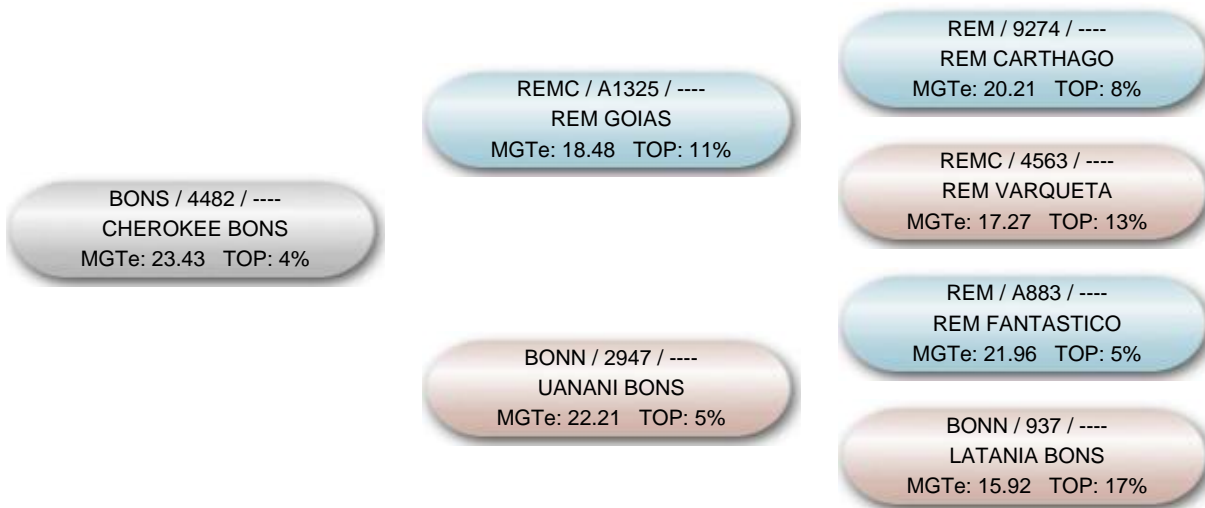 BONS / 4482 / ----
CHEROKEE BONS
MGTe: 23.43 TOP: 4%
REMC / A1325 / ----
REM GOIAS
MGTe: 18.48 TOP: 11%
BONN / 2947 / ----
UANANI BONS
MGTe: 22.21 TOP: 5%
REM / 9274 / ----
REM CARTHAGO
MGTe: 20.21 TOP: 8%
REMC / 4563 / ----
REM VARQUETA
MGTe: 17.27 TOP: 13%
REM / A883 / ----
REM FANTASTICO
MGTe: 21.96 TOP: 5%
BONN / 937 / ----
LATANIA BONS
MGTe: 15.92 TOP: 17%